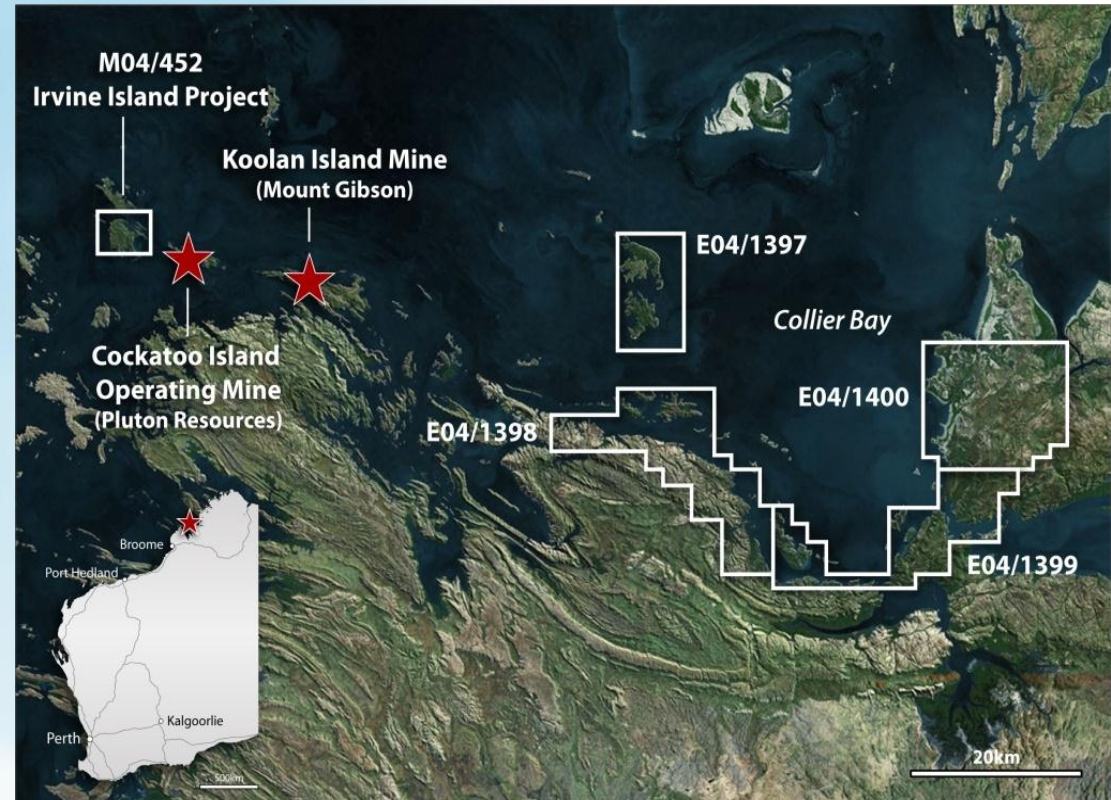 M04/452
Irvine Island Project
Koolan Island Mine
(Mount Gibson)
E04/1397
Collier Bay
Cockatoo Island
Operating Mine
(Pluton Resources)
E04/1400
E04/1398
E04/1399
Broome
Port Hedland
Kalgoorlie
Perth
500km
20km